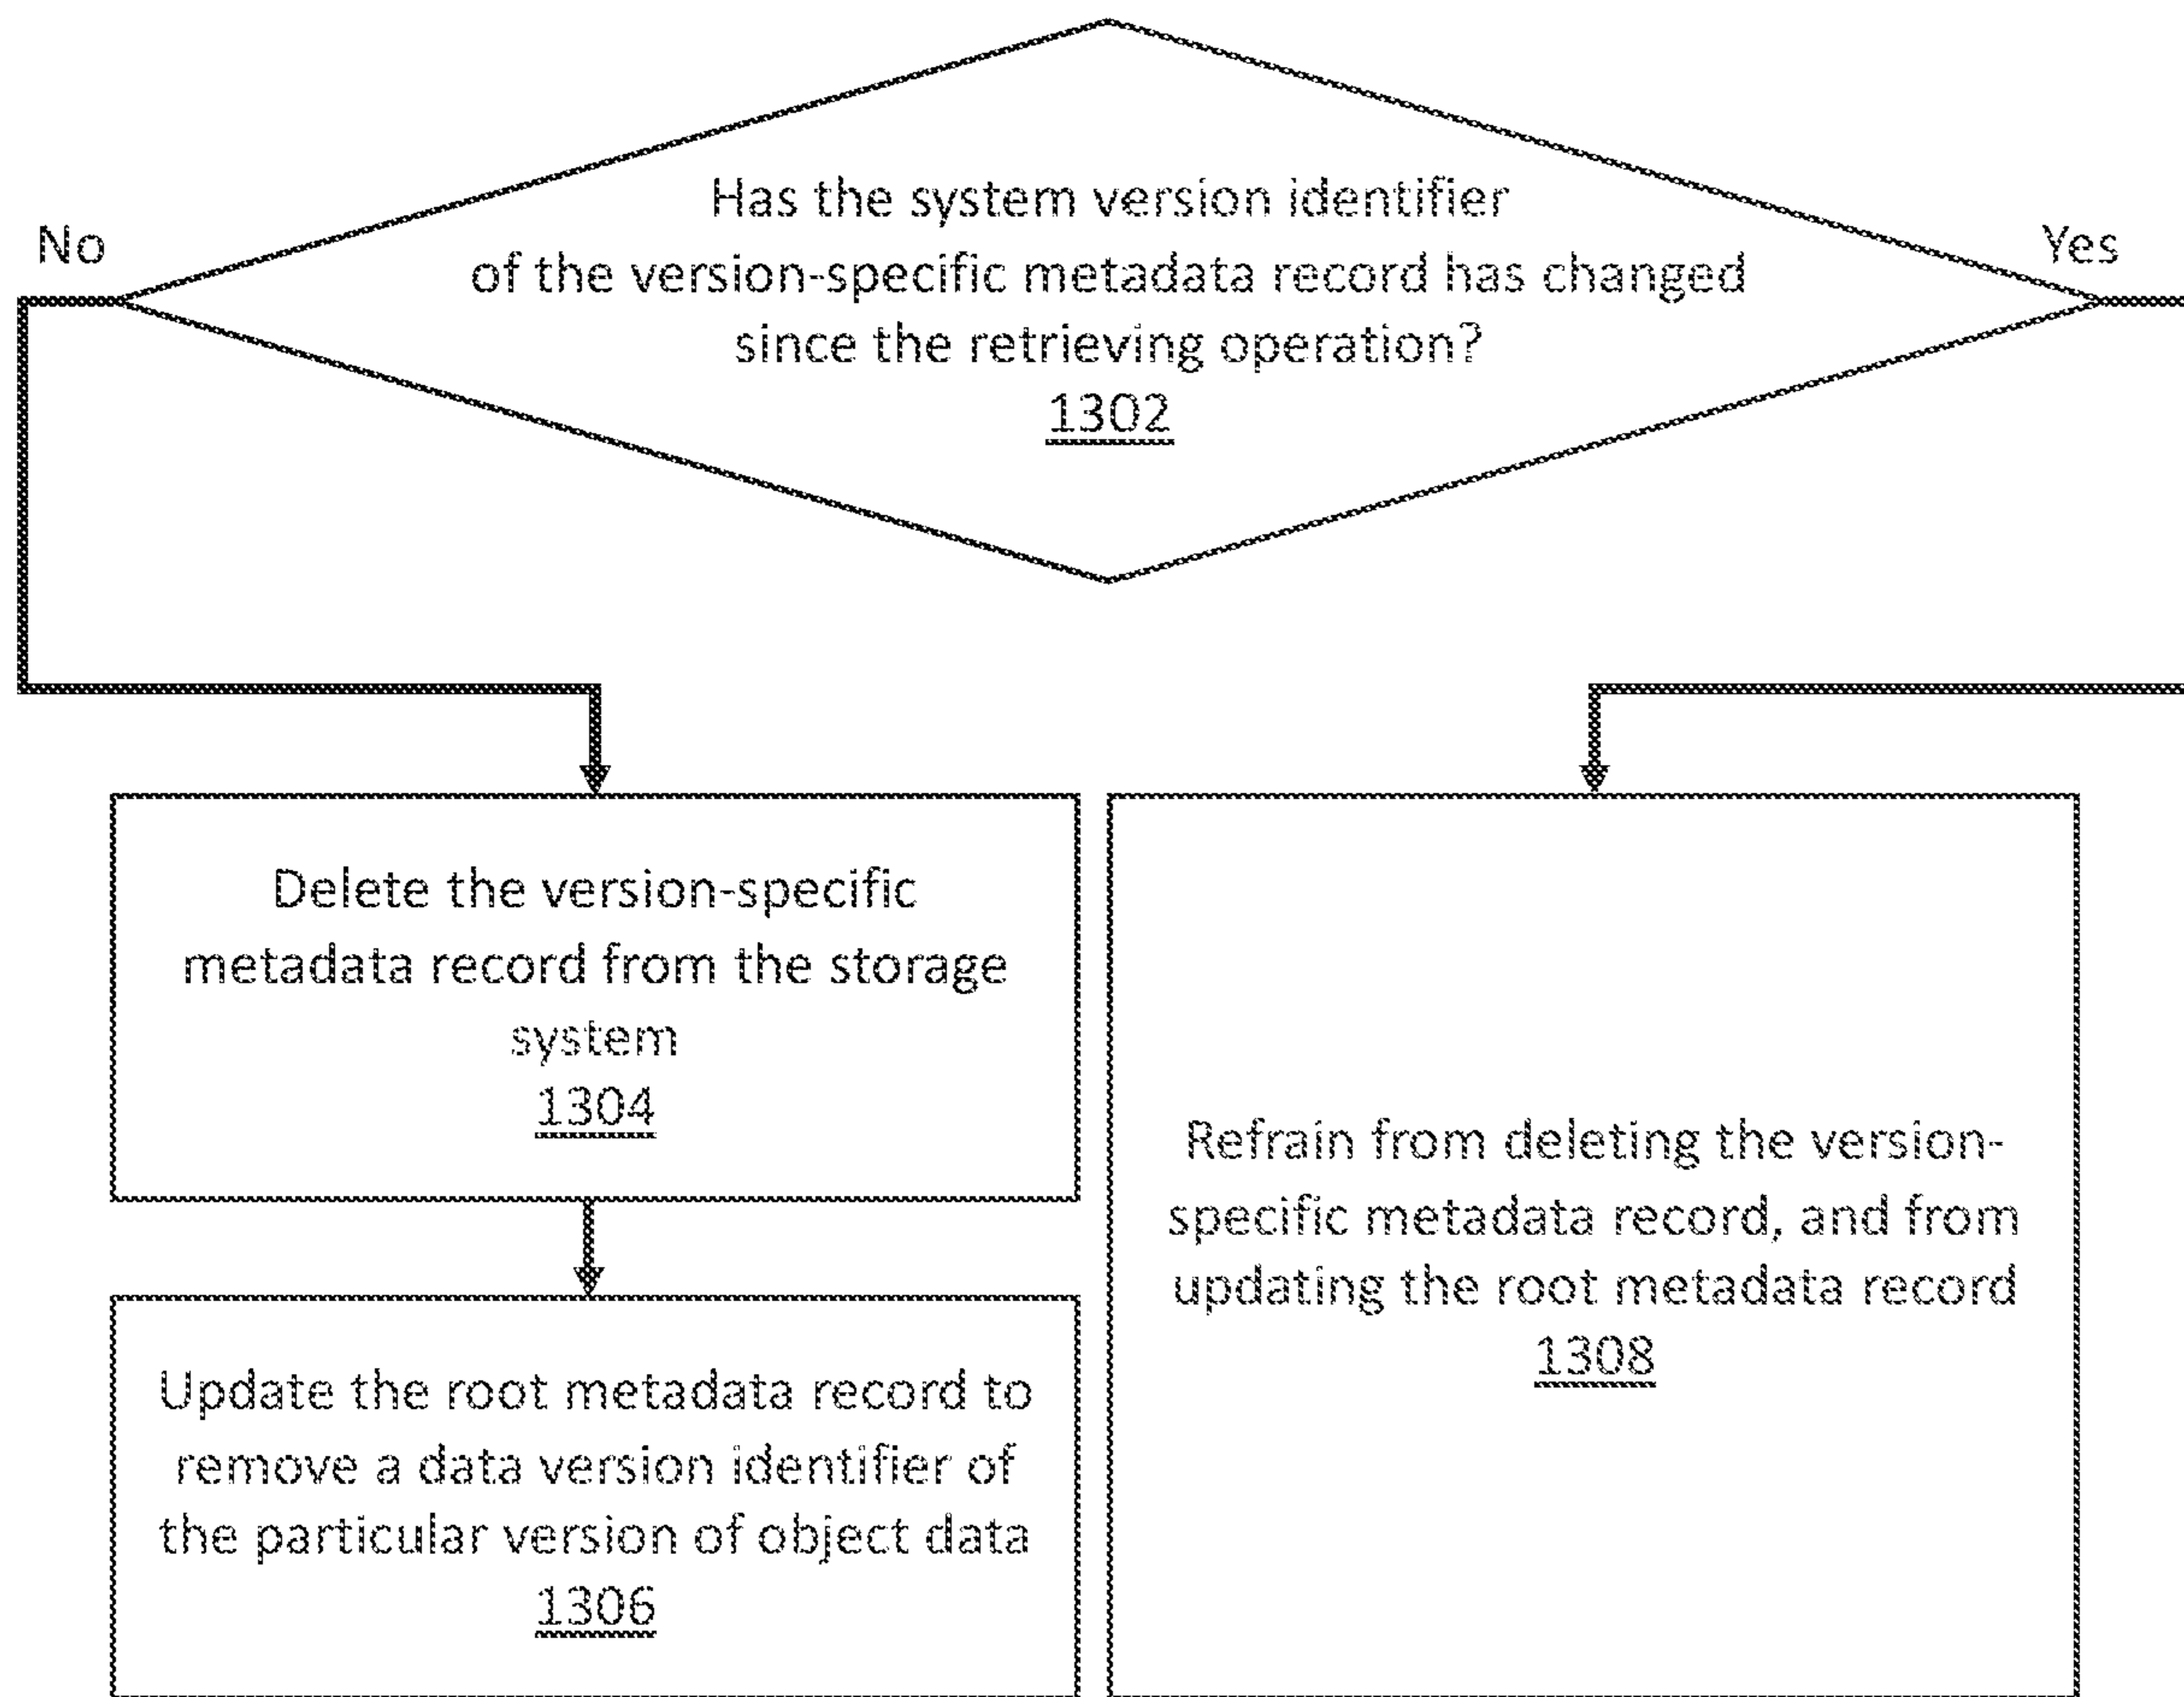 Has the system version identifier
of the version-specific metadata record has changed
since the retrieving operation?
1302
No
Yes
Delete the version-specific
metadata record from the storage
system
1304
Update the root metadata record to
remove a data version identifier of
the particular version of object data
1306
Refrain from deleting the version-
specific metadata record, and from
updating the root metadata record
1308